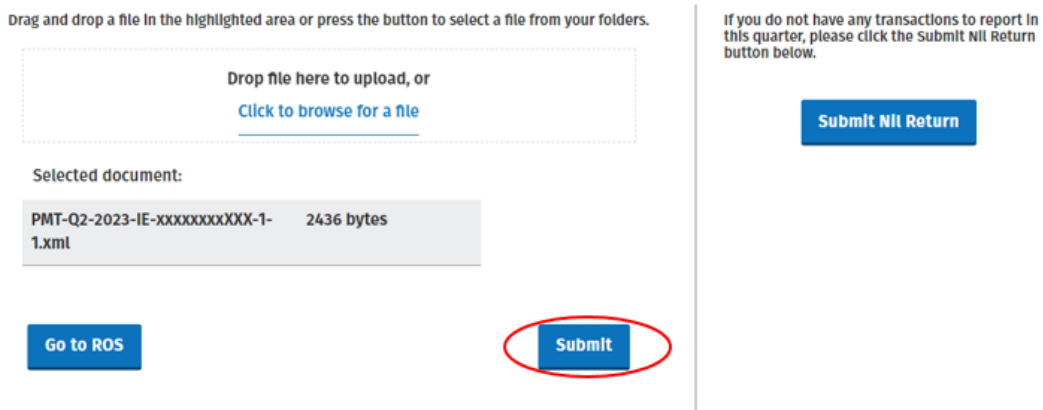 Drag and drop a file in the highlighted area or press the button to select a file from your folders.
Drop file here to upload, or
Click to browse for a file
Selected document:
PMT-Q2-2023-IE-xxxxxxxxXXX-1-
1.xml
2436 bytes
Go to ROS
Submit
If you do not have any transactions to report in
this quarter, please click the Submit Nil Return
button below.
Submit Nil Return